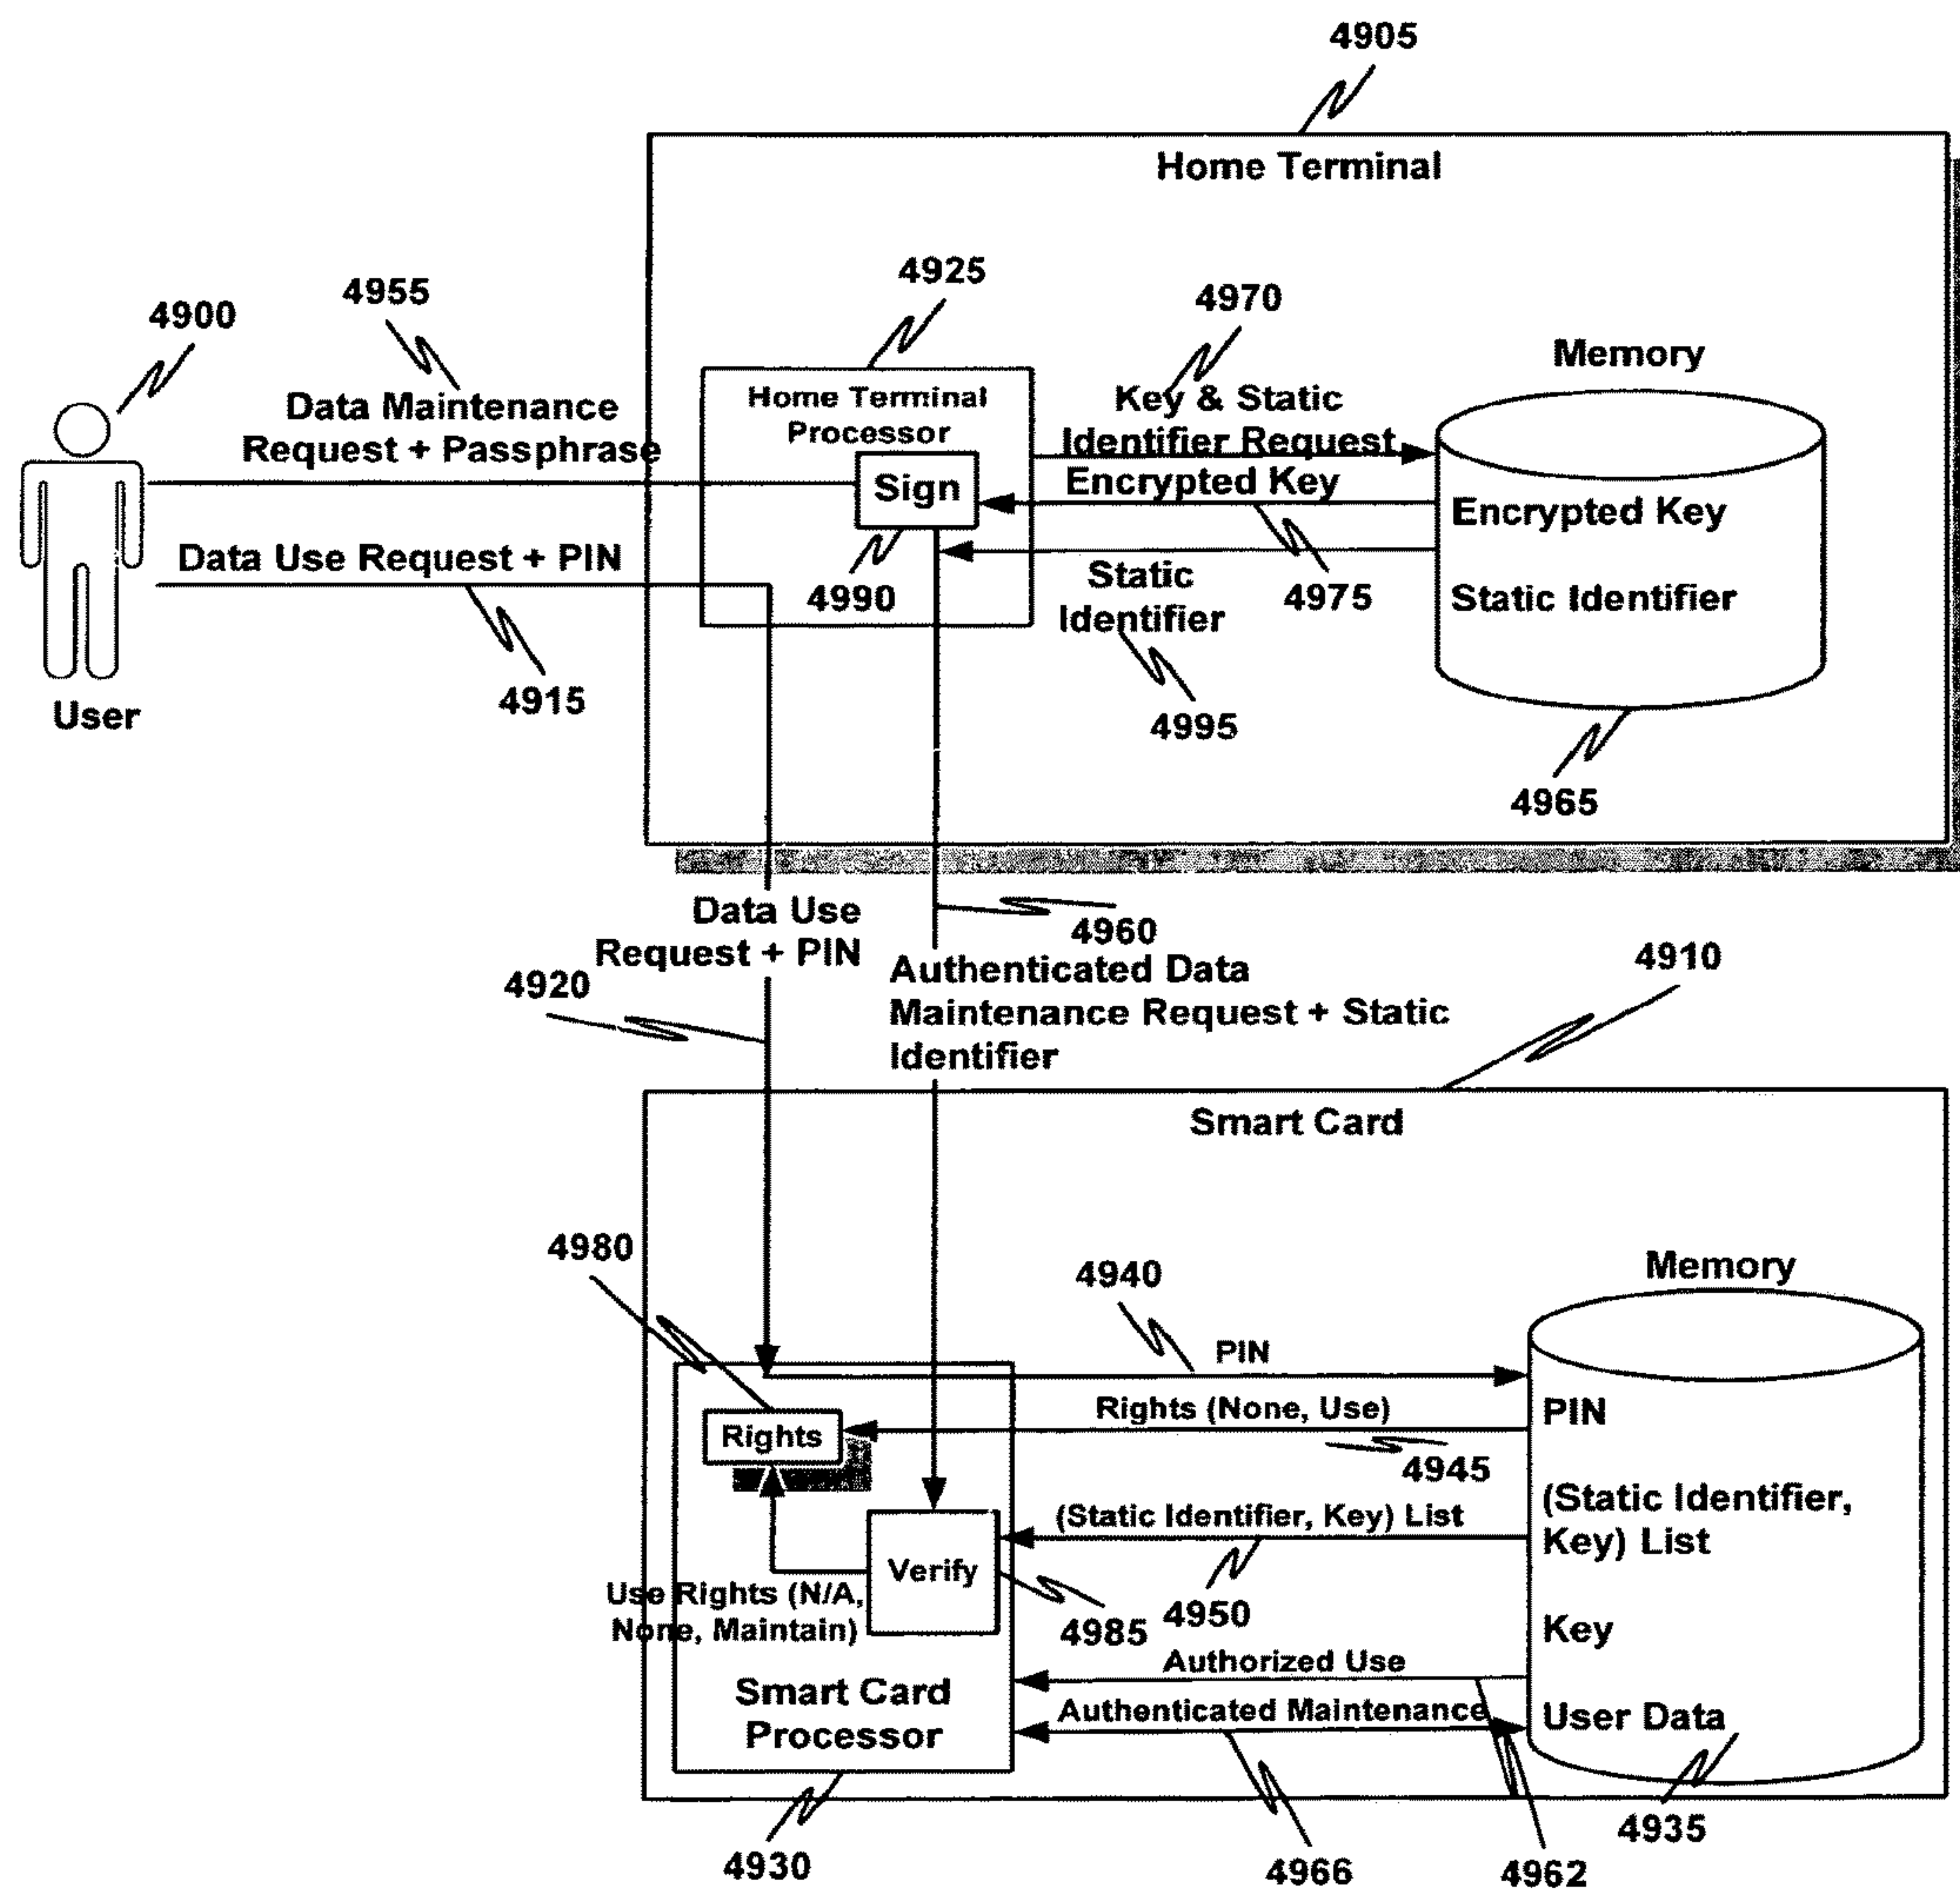 4905
Home Terminal
4925
4970
4955
4900
Memory
Home Terminal
Processor
Key & Static
Identifier Request
Data Maintenance
Request + Passphrase
Sign
Encrypted Key
Encrypted Key
Data Use Request + PIN
Static
Identifier
4990
4975
Static Identifier
4915
User
4995
4965
Data Use
Request + PIN
4960
4920
Authenticated Data
Maintenance Request + Static
Identifier
4910
Smart Card
4980
4940
Memory
PIN
Rights (None, Use)
PIN
Rights
4945
(Static Identifier, Key) List
(Static Identifier,
Key) List
Verify
Use Rights (N/A,
None, Maintain)
4985
4950
Key
Authorized Use
Smart Card
Processor
Authenticated Maintenance
User Data
4935
4930
4966
4962